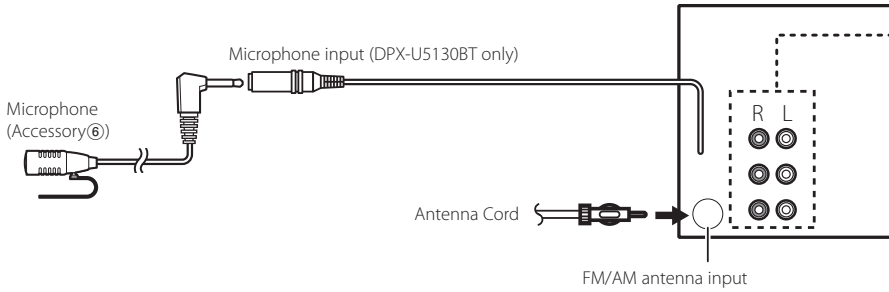 Microphone input (DPX-U5130BT only)
Microphone
(Accessory⑥)
R L
Antenna Cord
FM/AM antenna input